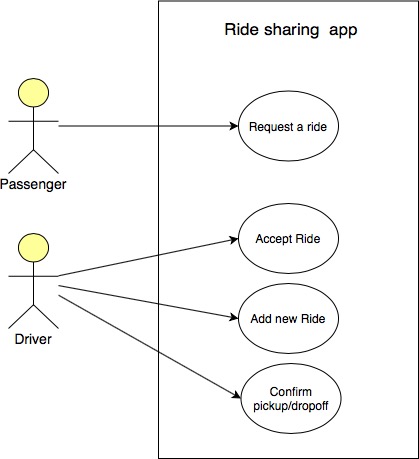 Ride sharing app
Request a ride
Passenger
Accept Ride
Add new Ride
Driver
Confirm
pickup/dropoff